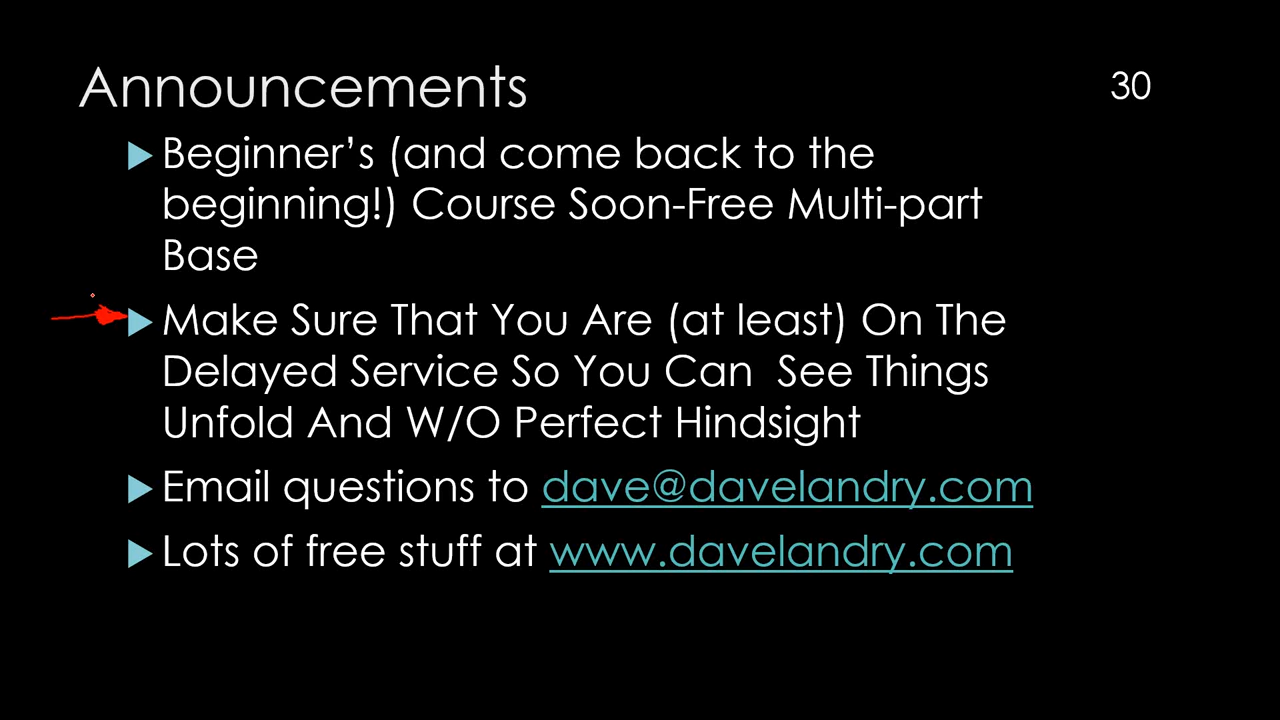 Announcements
30
Beginner’s (and come back to the
beginning!) Course Soon-Free Multi-part
Base
Make Sure That You Are (at least) On The
Delayed Service So You Can  See Things
Unfold And W/O Perfect Hindsight
Email questions to dave@davelandry.com
Lots of free stuff at www.davelandry.com